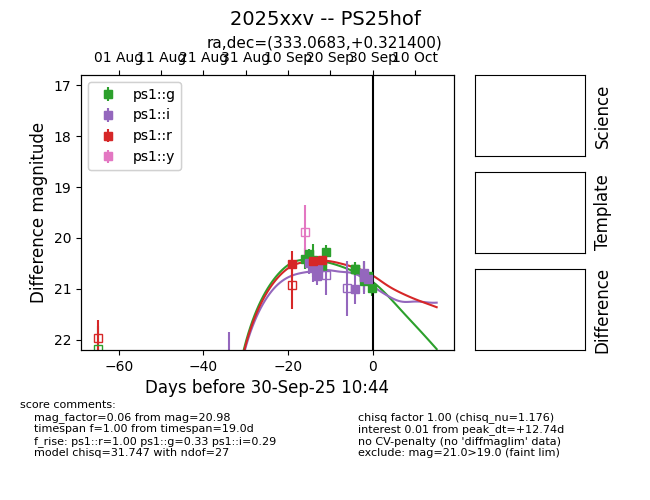 2025xxv -- PS25hof
ra,dec=(333.0683,+0.321400)
01 Aug 11 Aug 21 Aug 31 Aug 10 Sep 20 Sep 30 Sep 10 Oct
17
18
19
20
21
22
Difference magnitude
ps1::g
ps1::i
ps1::r
ps1::y
−60 −40 −20 0
Days before 30-Sep-25 10:44
Science
Template
Difference
score comments:
mag_factor=0.06 from mag=20.98
timespan f=1.00 from timespan=19.0d
f_rise: ps1::r=1.00 ps1::g=0.33 ps1::i=0.29
model chisq=31.747 with ndof=27
chisq factor 1.00 (chisq_nu=1.176)
interest 0.01 from peak_dt=+12.74d
no CV-penalty (no 'diffmaglim' data)
exclude: mag=21.0>19.0 (faint lim)